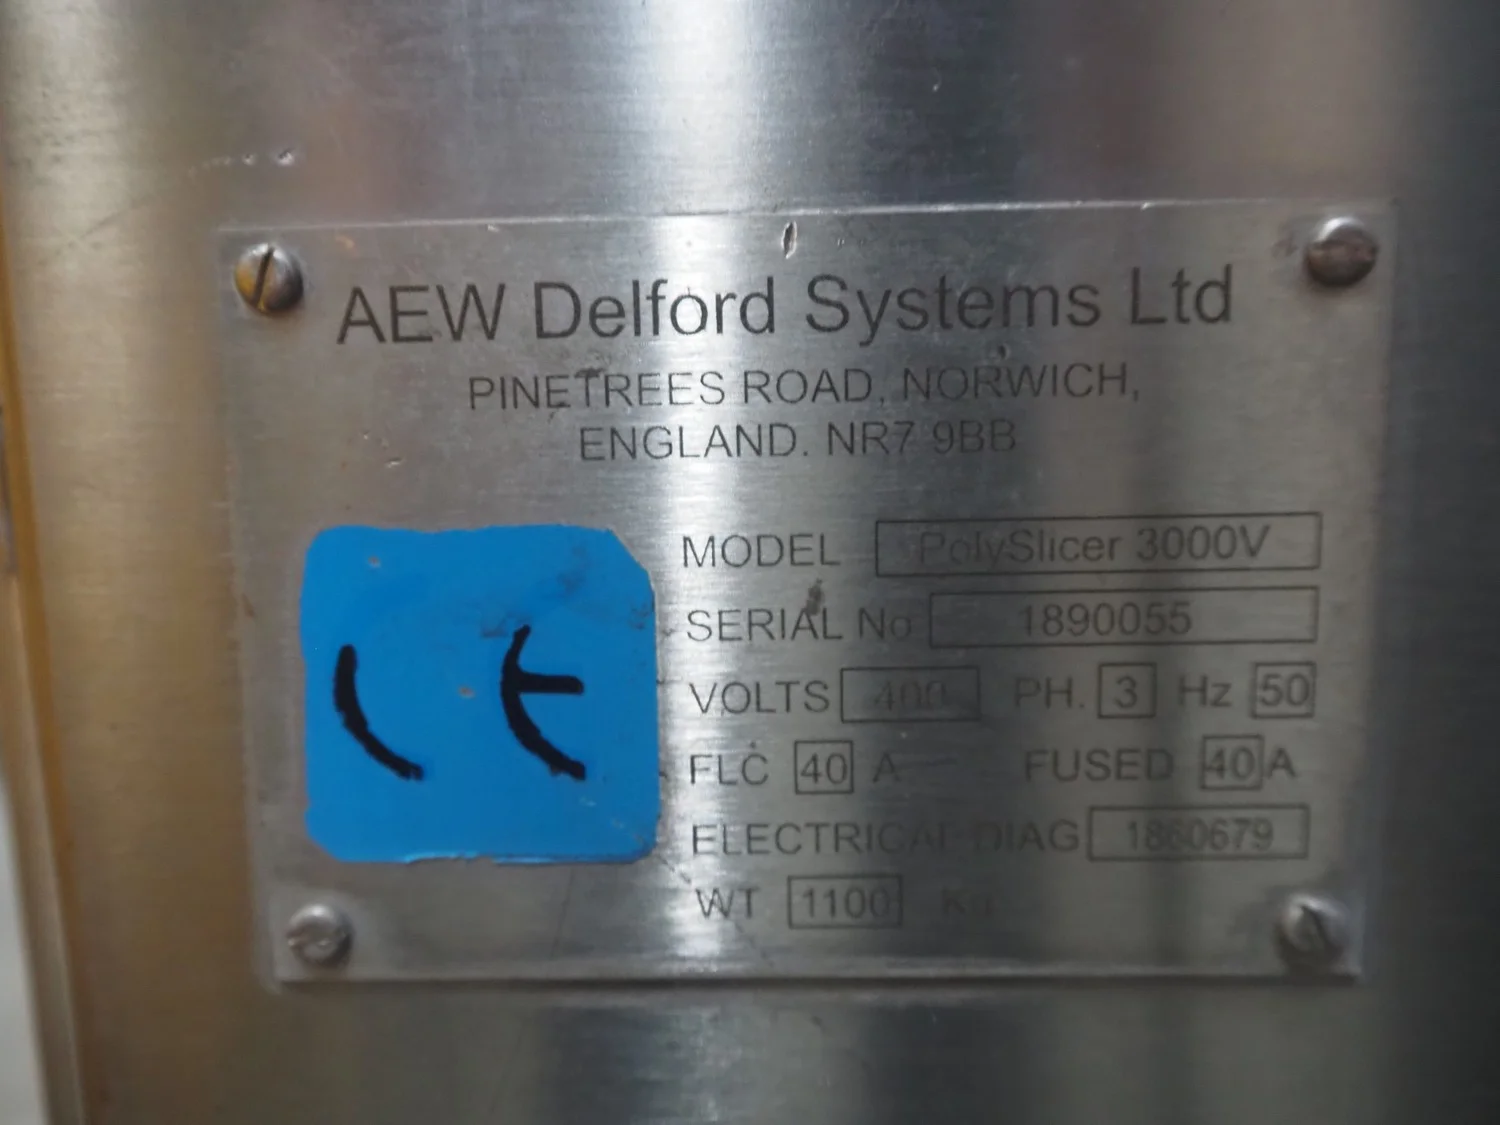 AEW Delford Systems Ltd
PINETREES ROAD, NORWICH,
ENGLAND. NR7 9BB
CE
MODEL PolySlicer 3000V
SERIAL No 1890055
VOLTS 400 PH. 3 Hz 50
FLC 40 A FUSED 40 A
ELECTRICAL DIAG 1860679
WT 1100 Kg